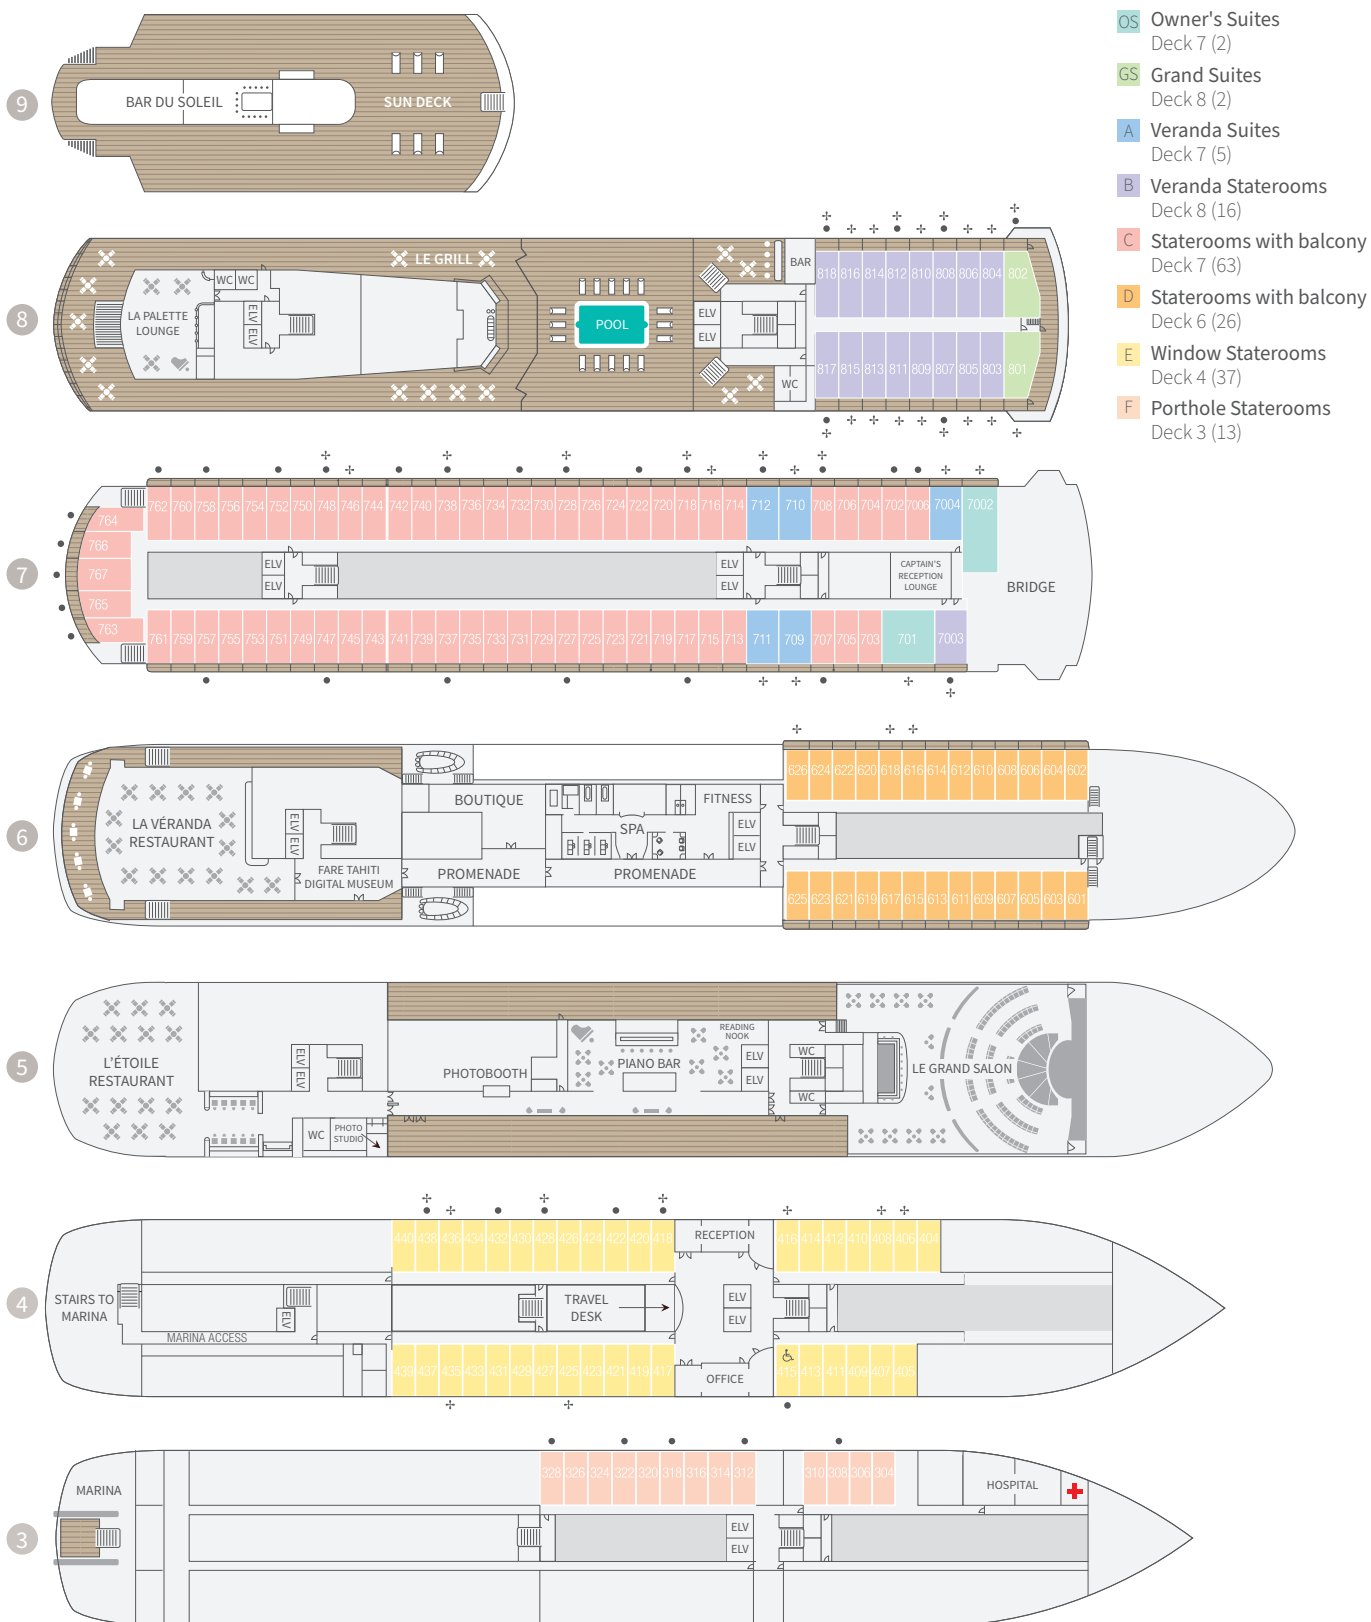 OS Owner's Suites
Deck 7 (2)
GS Grand Suites
Deck 8 (2)
A Veranda Suites
Deck 7 (5)
B Veranda Staterooms
Deck 8 (16)
C Staterooms with balcony
Deck 7 (63)
D Staterooms with balcony
Deck 6 (26)
E Window Staterooms
Deck 4 (37)
F Porthole Staterooms
Deck 3 (13)
9
BAR DU SOLEIL
SUN DECK
8
LE GRILL
BAR
WC WC
LA PALETTE
LOUNGE
ELV
ELV
POOL
ELV
ELV
WC
818 816 814 812 810 808 806 804 802
817 815 813 811 809 807 805 803 801
7
762 760 758 756 754 752 750 748 746 744 742 740 738 736 734 732 730 728 726 724 722 720 718 716 714 712 710 708 706 704 702 7006 7004 7002
764
766
767
765
763
ELV
ELV
ELV
ELV
CAPTAIN'S
RECEPTION
LOUNGE
BRIDGE
761 759 757 755 753 751 749 747 745 743 741 739 737 735 733 731 729 727 725 723 721 719 717 715 713 711 709 707 705 703 701 7003
6
626 624 622 620 618 616 614 612 610 608 606 604 602
LA VÉRANDA
RESTAURANT
ELV
ELV
FARE TAHITI
DIGITAL MUSEUM
BOUTIQUE
SPA
FITNESS
ELV
ELV
PROMENADE
PROMENADE
625 623 621 619 617 615 613 611 609 607 605 603 601
5
L'ÉTOILE
RESTAURANT
ELV
ELV
WC
PHOTO
STUDIO
PHOTOBOOTH
PIANO BAR
READING
NOOK
ELV
ELV
WC
WC
LE GRAND SALON
4
440 438 436 434 432 430 428 426 424 422 420 418
RECEPTION
416 414 412 410 408 406 404
STAIRS TO
MARINA
ELV
MARINA ACCESS
TRAVEL
DESK
ELV
ELV
439 437 435 433 431 429 427 425 423 421 419 417
OFFICE
415 413 411 409 407 405
3
MARINA
328 326 324 322 320 318 316 314 312
310 308 306 304
HOSPITAL
ELV
ELV